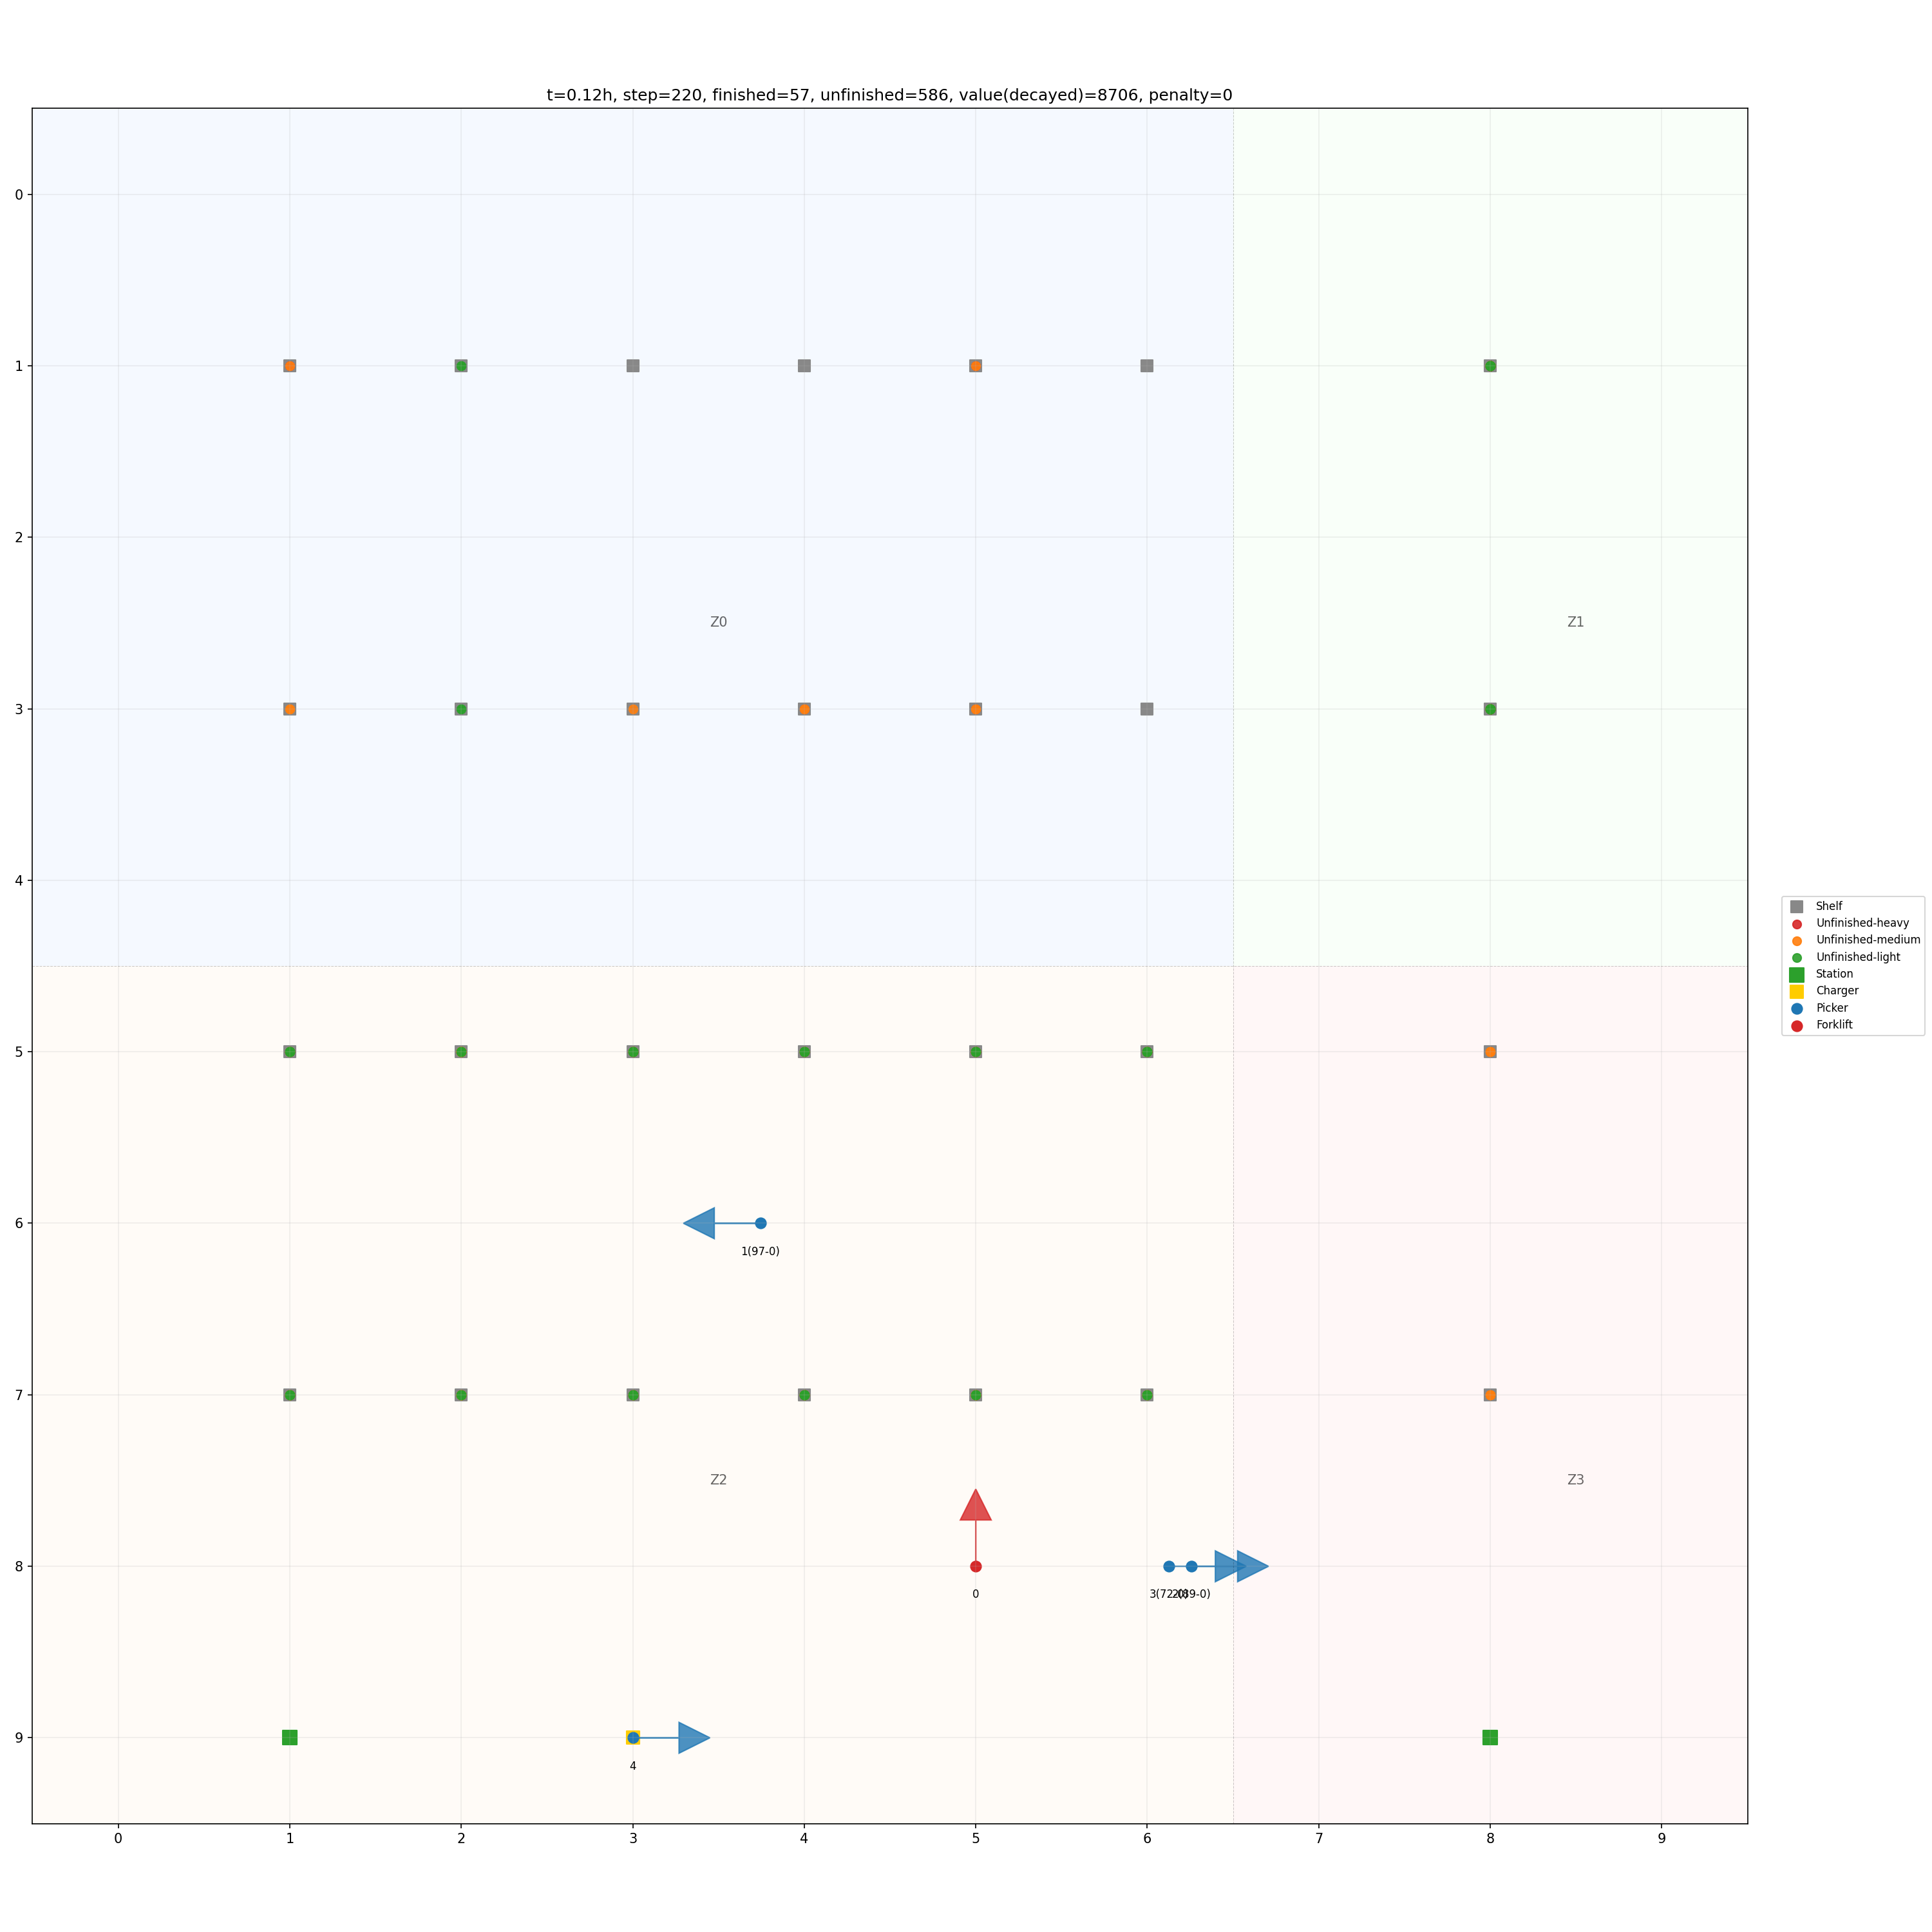 t=0.12h, step=220, finished=57, unfinished=586, value(decayed)=8706, penalty=0
0
1
2
Z0
Z1
3
4
Shelf
Unfinished-heavy
Unfinished-medium
Unfinished-light
Station
Charger
Picker
Forklift
5
6
1(97-0)
7
Z2
Z3
8
0
9
4
0 1 2 3 4 5 6 7 8 9